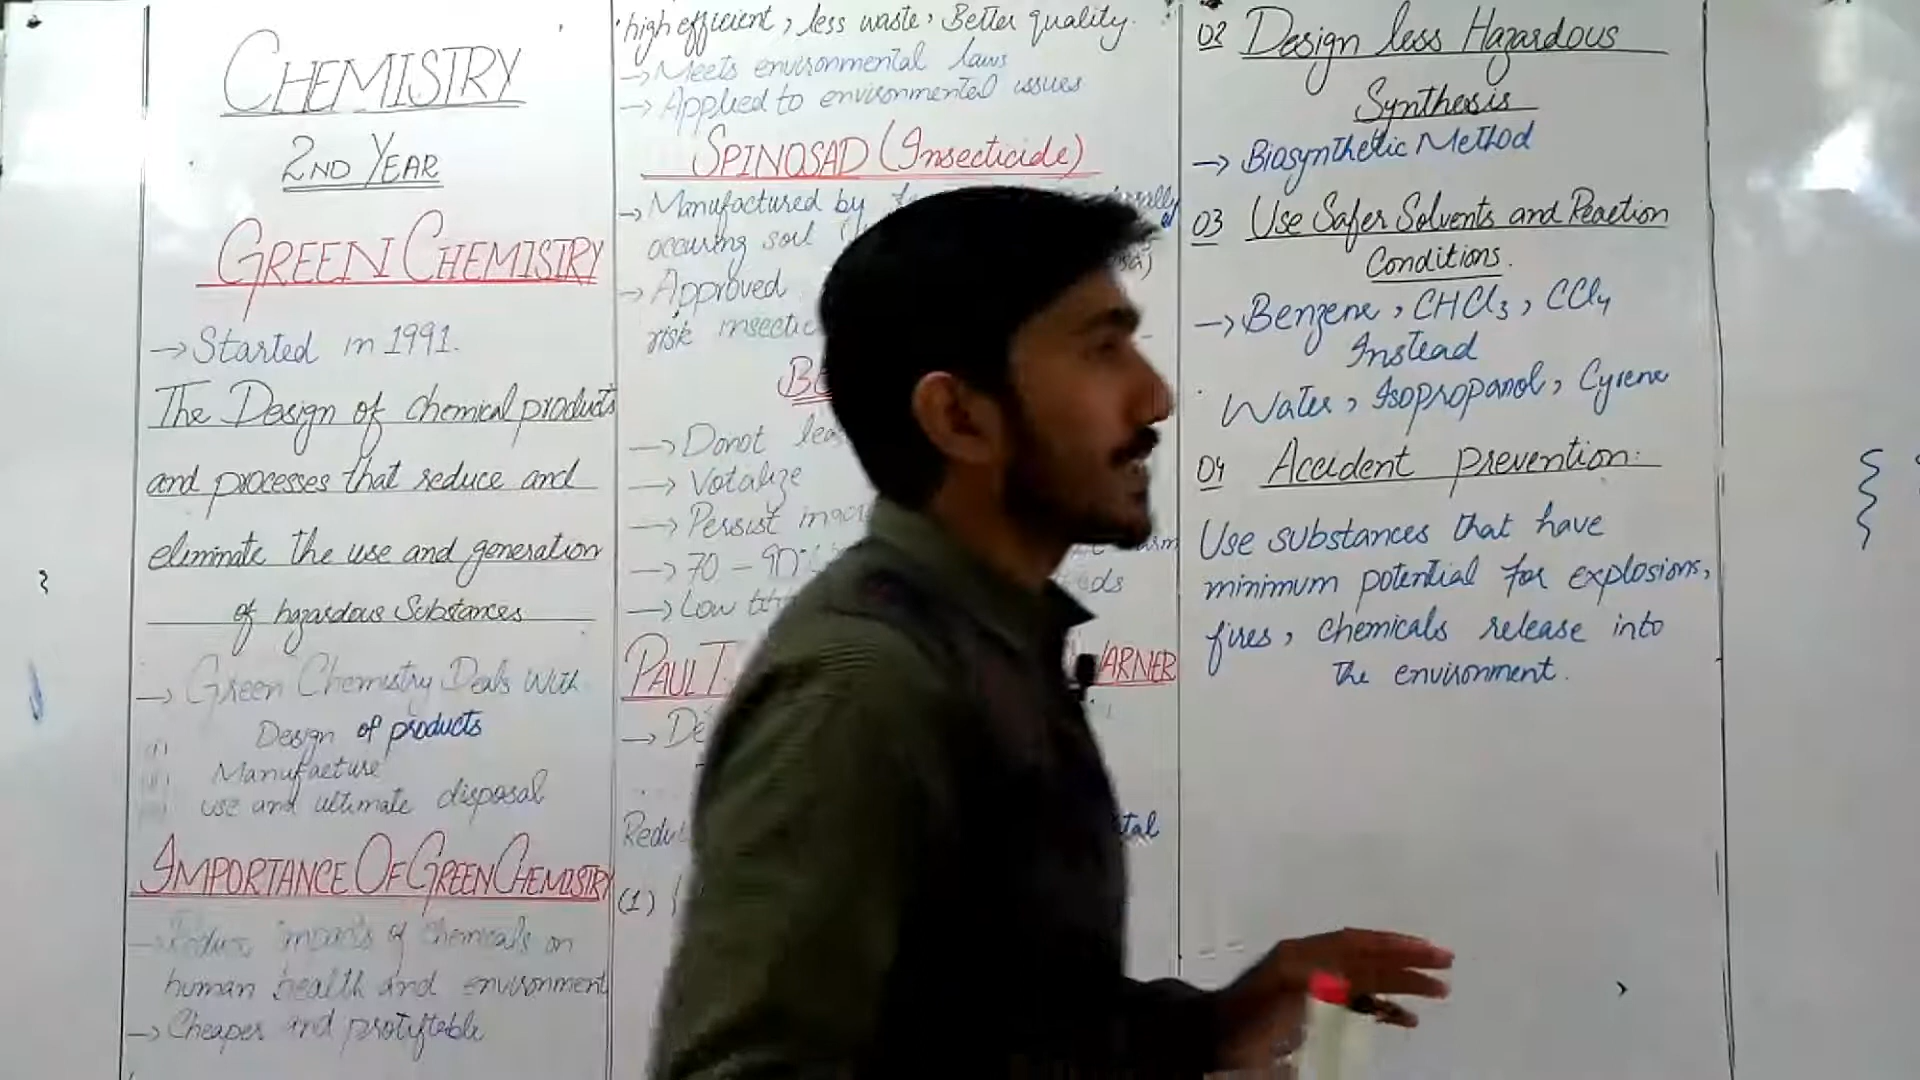 CHEMISTRY
2ND YEAR
GREEN CHEMISTRY
→ Started in 1991.
The Design of chemical products
and processes that reduce and
eliminate the use and generation
of hazardous Substances
→ Green Chemistry Deals With
Design of products
Manufacture
use and ultimate disposal
IMPORTANCE OF GREEN CHEMISTRY
→ Reduce impacts of chemicals on
human health and environment
→ Cheaper and protiftable
high efficient, less waste, Better quality.
→ Meets environmental laws
→ Applied to environmental issues
SPINOSAD (Insecticide)
→ Manufactured by
occuring soil
→ Approved
risk
→ Donot
→ Votalize
→ Persist in
→ 70 - 90%
→ Low
PAUL T. WARNER
→
(1)
02 Design less Hazardous
Synthesis
→ Biosynthetic Method
03 Use Safer Solvents and Reaction
Conditions.
→ Benzene, CHCl3, CCl4
Instead
Water, Isopropanol, Cyrene
04 Accident prevention:
Use substances that have
minimum potential for explosions,
fires, chemicals release into
the environment.